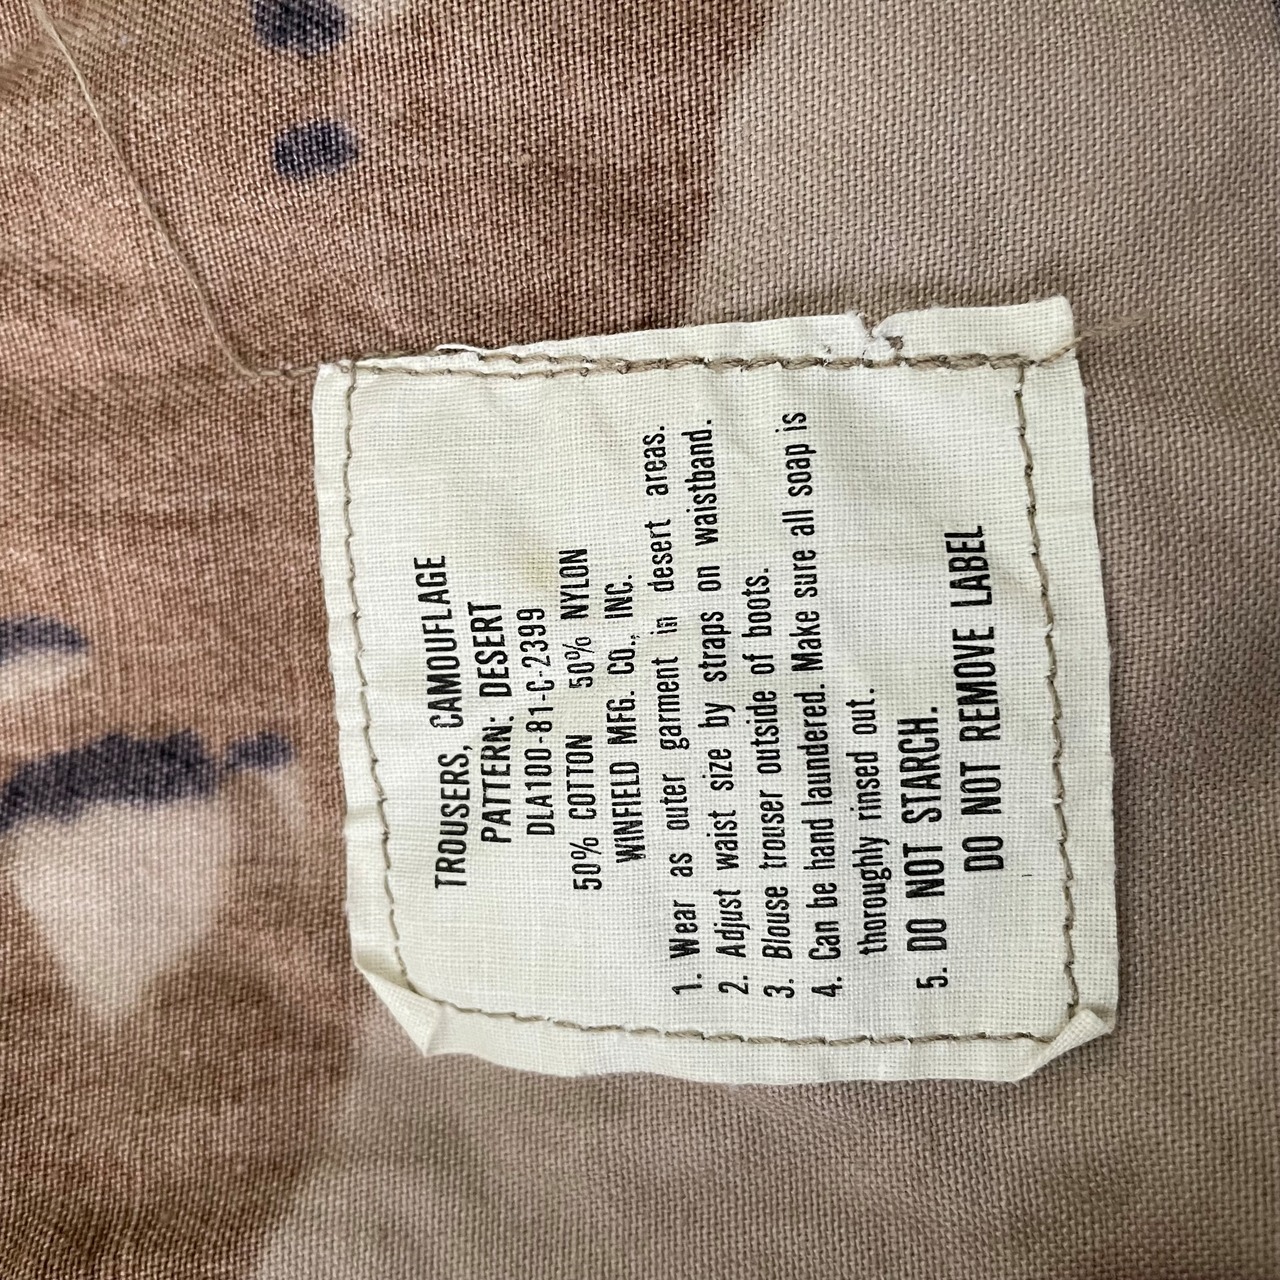 TROUSERS, CAMOUFLAGE
PATTERN: DESERT
DLA100-81-C-2399
50% COTTON 50% NYLON
WINFIELD MFG. CO., INC.
1. Wear as outer garment in desert areas.
2. Adjust waist size by straps on waistband.
3. Blouse trouser outside of boots.
4. Can be hand laundered. Make sure all soap is
thoroughly rinsed out.
5. DO NOT STARCH.
DO NOT REMOVE LABEL